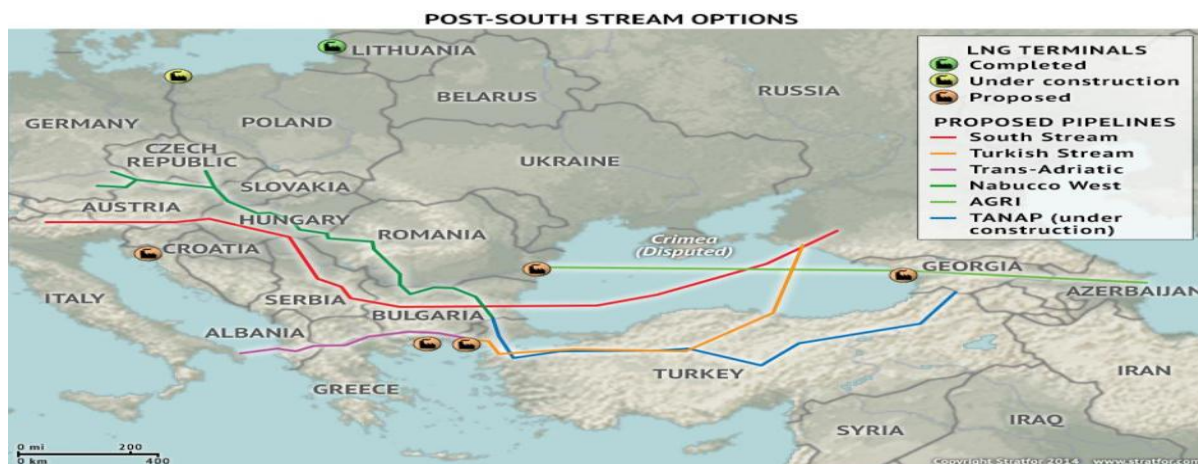 POST-SOUTH STREAM OPTIONS
LNG TERMINALS
Completed
Under construction
Proposed
PROPOSED PIPELINES
South Stream
Turkish Stream
Trans-Adriatic
Nabucco West
AGRI
TANAP (under
construction)
LITHUANIA
BELARUS
RUSSIA
GERMANY
POLAND
CZECH
REPUBLIC
UKRAINE
SLOVAKIA
AUSTRIA
HUNGARY
ROMANIA
CROATIA
Crimea
(Disputed)
GEORGIA
AZERBAIJAN
ITALY
SERBIA
BULGARIA
ALBANIA
GREECE
TURKEY
IRAN
SYRIA
IRAQ
0 mi 200
0 km 400
Copyright Stratfor 2014 www.stratfor.com